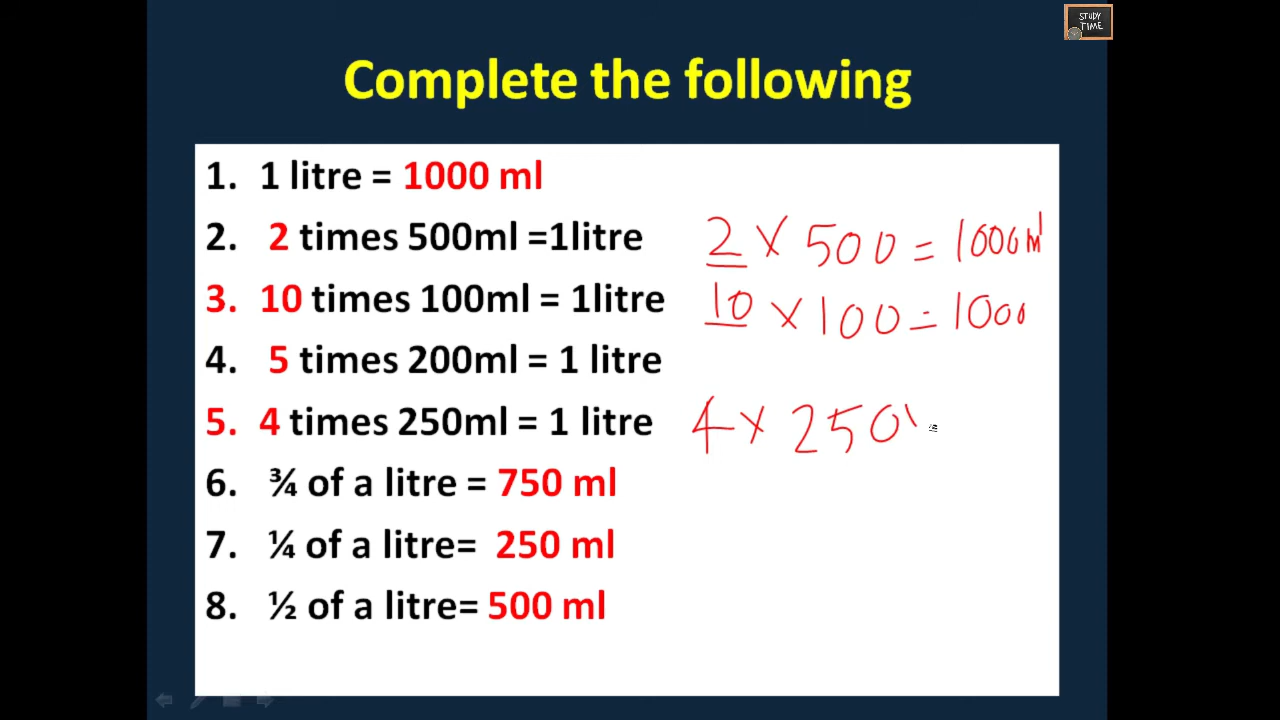 STUDY
TIME
Complete the following
1. 1 litre = 1000 ml
2. 2 times 500ml =1litre 2 × 500 = 1000 ml
3. 10 times 100ml = 1litre 10 × 100 = 1000
4. 5 times 200ml = 1 litre
5. 4 times 250ml = 1 litre 4 × 250
6. ¾ of a litre = 750 ml
7. ¼ of a litre= 250 ml
8. ½ of a litre= 500 ml